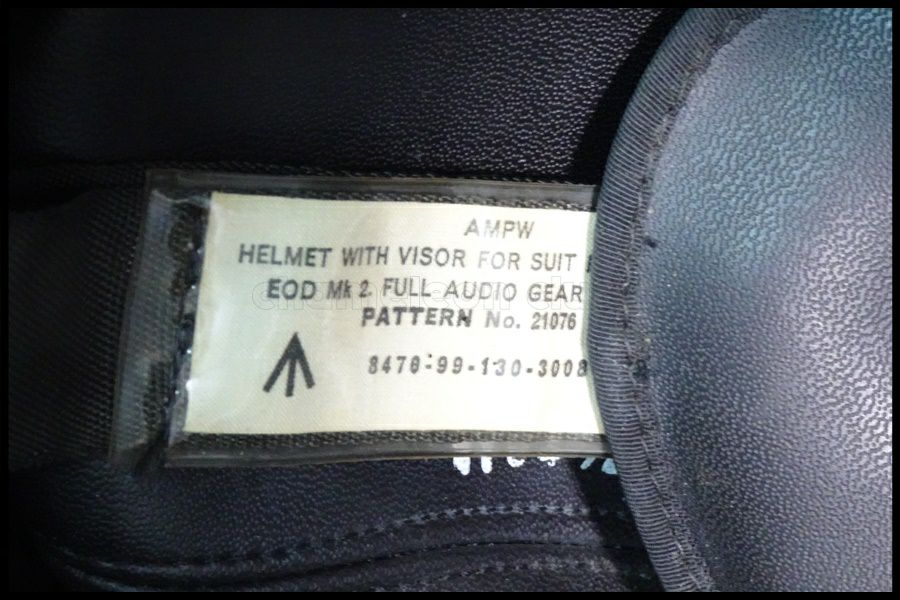 AMPW
HELMET WITH VISOR FOR SUIT
EOD Mk 2. FULL AUDIO GEAR
PATTERN No. 21076
8470-99-130-3008